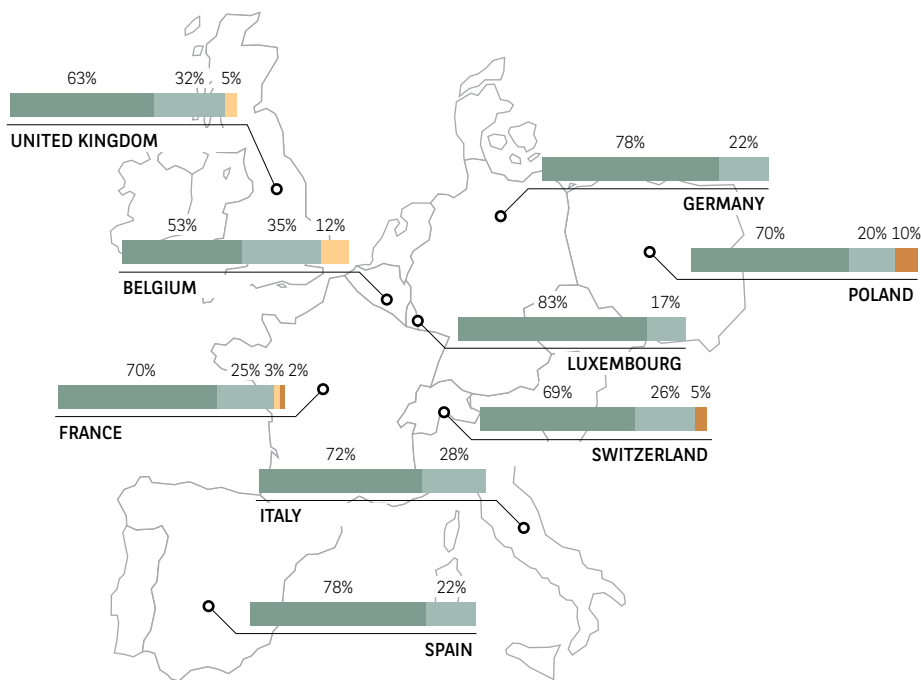 63% 32% 5%
UNITED KINGDOM
78% 22%
GERMANY
53% 35% 12%
BELGIUM
70% 20% 10%
POLAND
83% 17%
LUXEMBOURG
70% 25% 3% 2%
FRANCE
69% 26% 5%
SWITZERLAND
72% 28%
ITALY
78% 22%
SPAIN